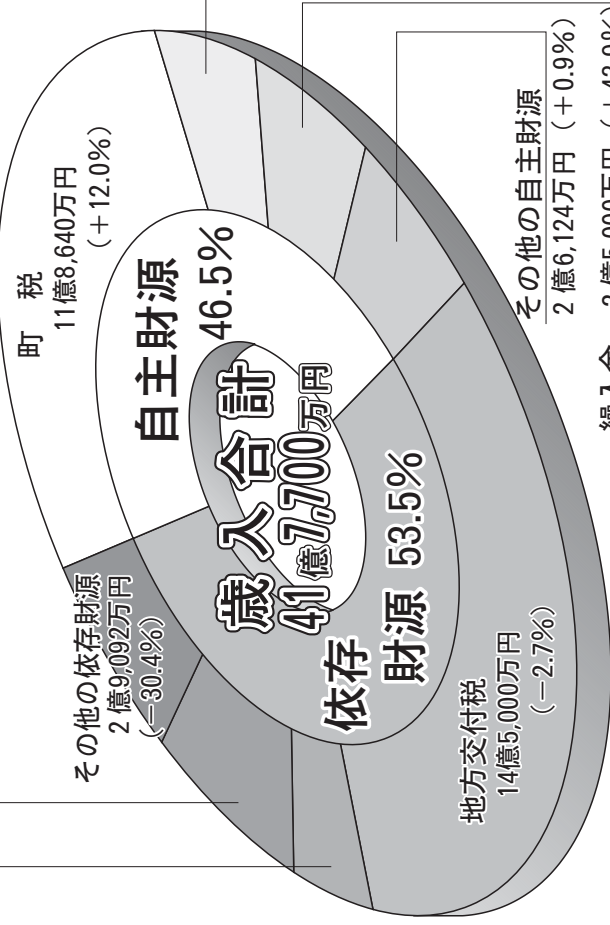 町　税
11億8,640万円
（＋12.0％）
自主財源
46.5％
歳入合計
41億7,700万円
依存
財源 53.5％
その他の依存財源
2億9,092万円
（－30.4％）
地方交付税
14億5,000万円
（－2.7％）
その他の自主財源
2億6,124万円（＋0.9％）